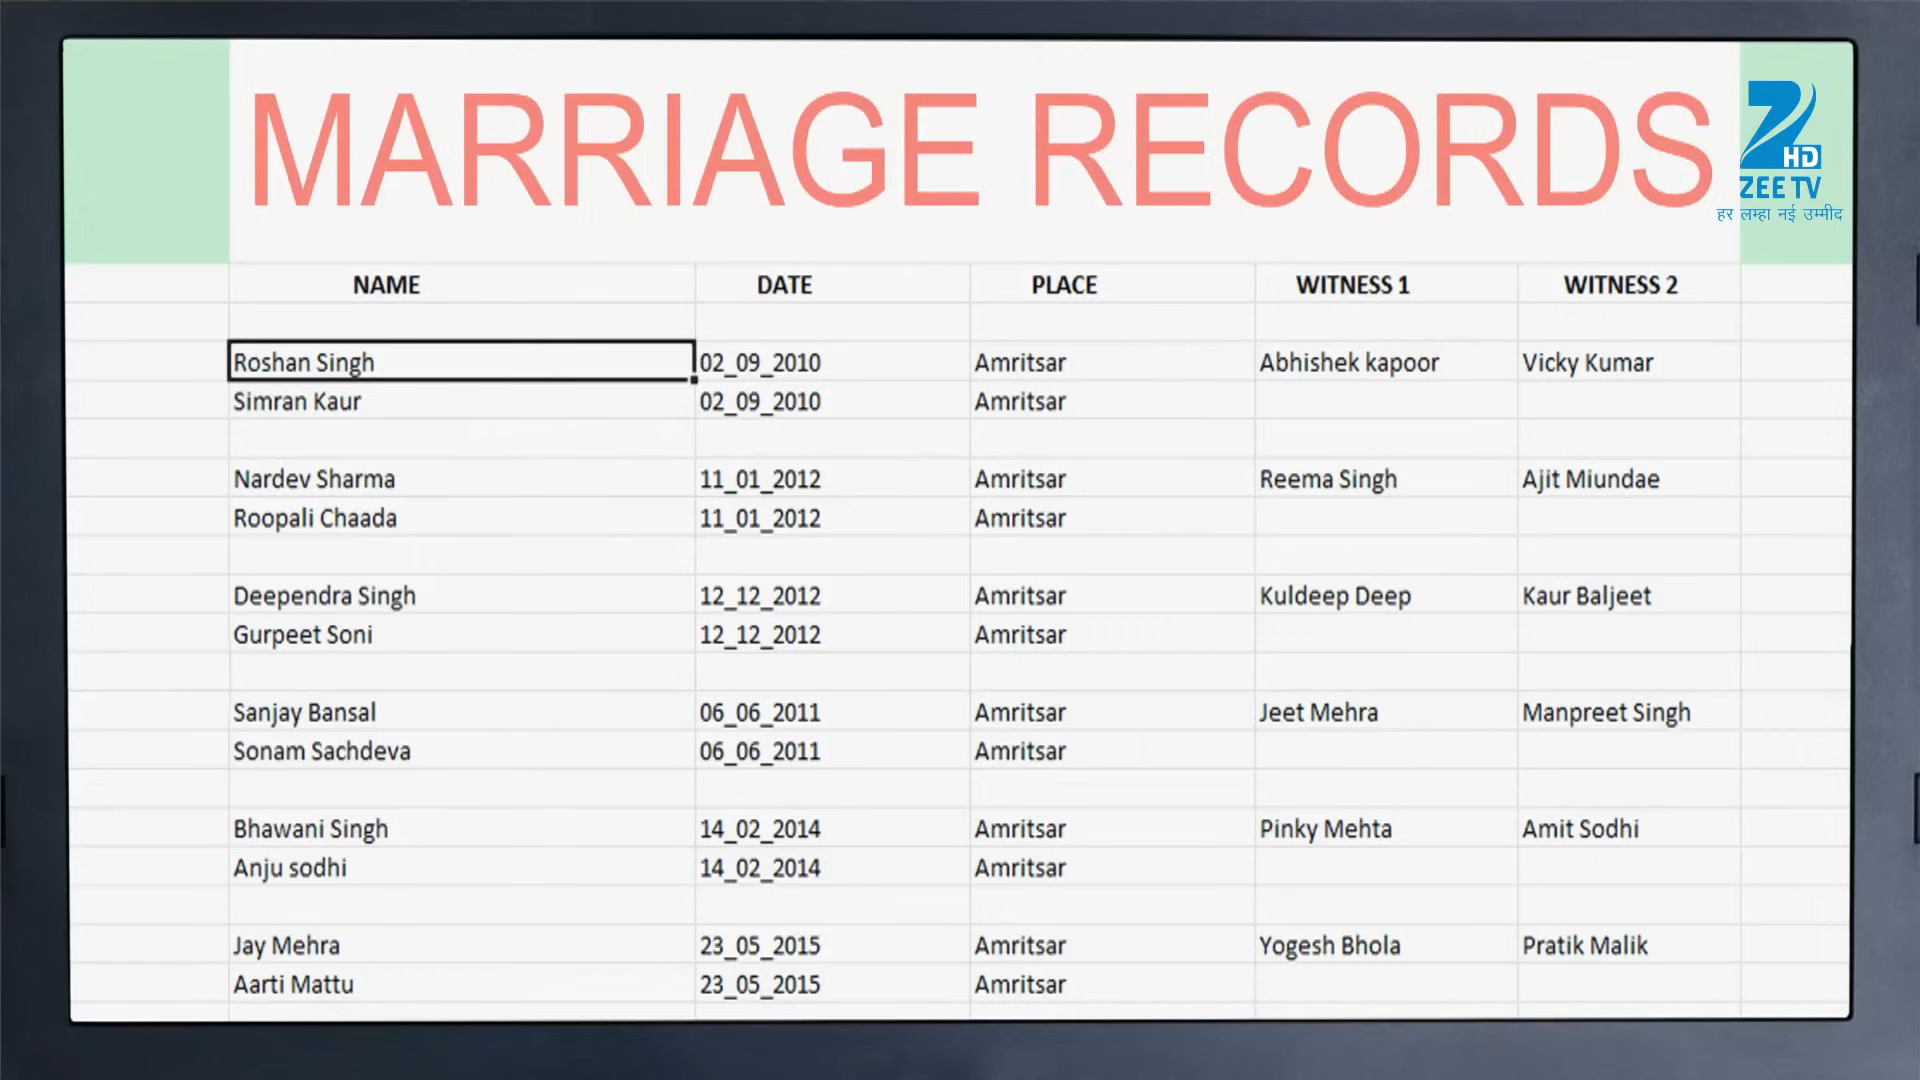 MARRIAGE RECORDS
HD
ZEE TV
हर लम्हा नई उम्मीद
NAME DATE PLACE WITNESS 1 WITNESS 2
Roshan Singh 02_09_2010 Amritsar Abhishek kapoor Vicky Kumar
Simran Kaur 02_09_2010 Amritsar
Nardev Sharma 11_01_2012 Amritsar Reema Singh Ajit Miundae
Roopali Chaada 11_01_2012 Amritsar
Deependra Singh 12_12_2012 Amritsar Kuldeep Deep Kaur Baljeet
Gurpeet Soni 12_12_2012 Amritsar
Sanjay Bansal 06_06_2011 Amritsar Jeet Mehra Manpreet Singh
Sonam Sachdeva 06_06_2011 Amritsar
Bhawani Singh 14_02_2014 Amritsar Pinky Mehta Amit Sodhi
Anju sodhi 14_02_2014 Amritsar
Jay Mehra 23_05_2015 Amritsar Yogesh Bhola Pratik Malik
Aarti Mattu 23_05_2015 Amritsar